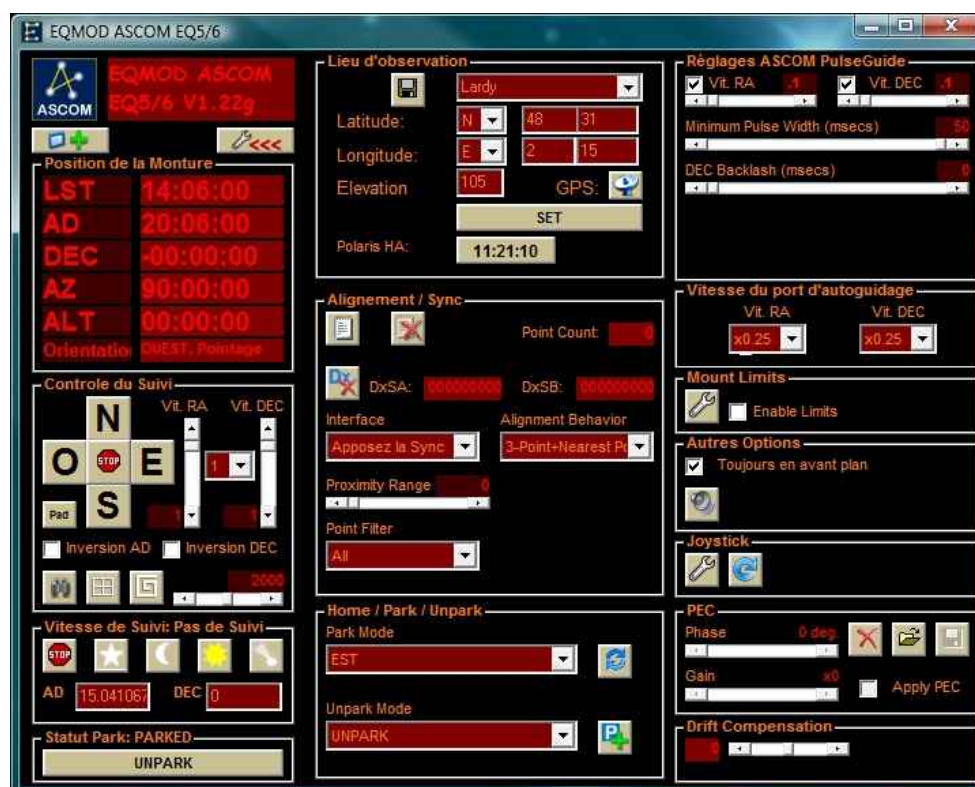 EQMOD ASCOM EQ5/6
ASCOM
EQMOD ASCOM
EQ5/6 V1.22g
<<<
Position de la Monture
LST 14:06:00
AD 20:06:00
DEC -00:00:00
AZ 90:00:00
ALT 00:00:00
Orientation OUEST, Pointage
Controle du Suivi
Vit. RA Vit. DEC
N
O STOP E
S
Pad
1
1 1
Inversion AD Inversion DEC
2000
Vitesse de Suivi: Pas de Suivi
STOP
AD 15.041067 DEC 0
Statut Park: PARKED
UNPARK
Lieu d'observation
Lardy
Latitude: N 48 31
Longitude: E 2 15
Elevation 105 GPS:
SET
Polaris HA: 11:21:10
Alignement / Sync
Point Count: 0
Dx DxSA: 000000000 DxSB: 000000000
Interface Alignment Behavior
Apposez la Sync 3-Point+Nearest Po
Proximity Range 0
Point Filter
All
Home / Park / Unpark
Park Mode
EST
Unpark Mode
UNPARK
P
Règlages ASCOM PulseGuide
Vit. RA .1 Vit. DEC .1
Minimum Pulse Width (msecs) 50
DEC Backlash (msecs) 0
Vitesse du port d'autoguidage
Vit. RA Vit. DEC
x0.25 x0.25
Mount Limits
Enable Limits
Autres Options
Toujours en avant plan
Joystick
PEC
Phase 0 deg.
Gain x0
Apply PEC
Drift Compensation
0